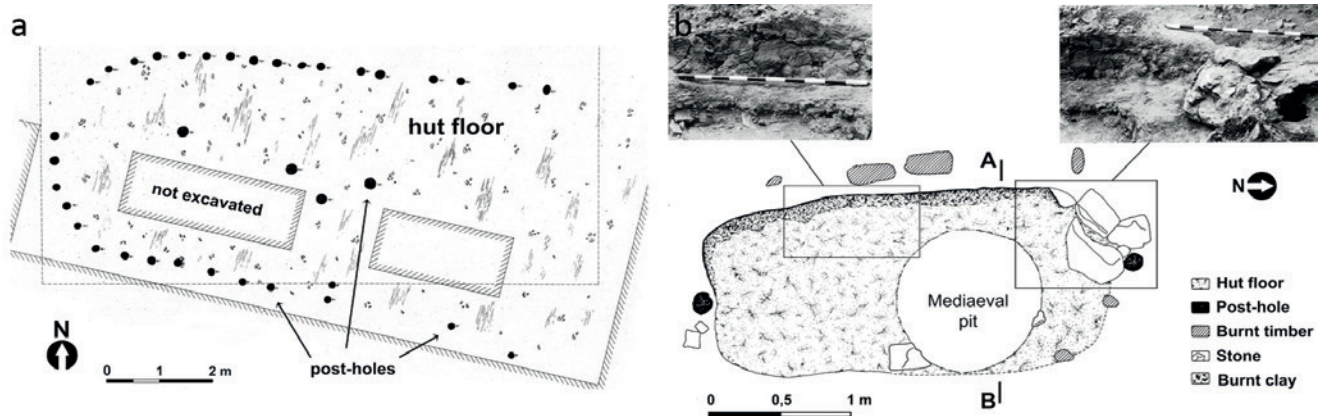 a
hut floor
not excavated
N
0 1 2 m
post-holes
b
A
N
Mediaeval
pit
B
0 0,5 1 m
Hut floor
Post-hole
Burnt timber
Stone
Burnt clay